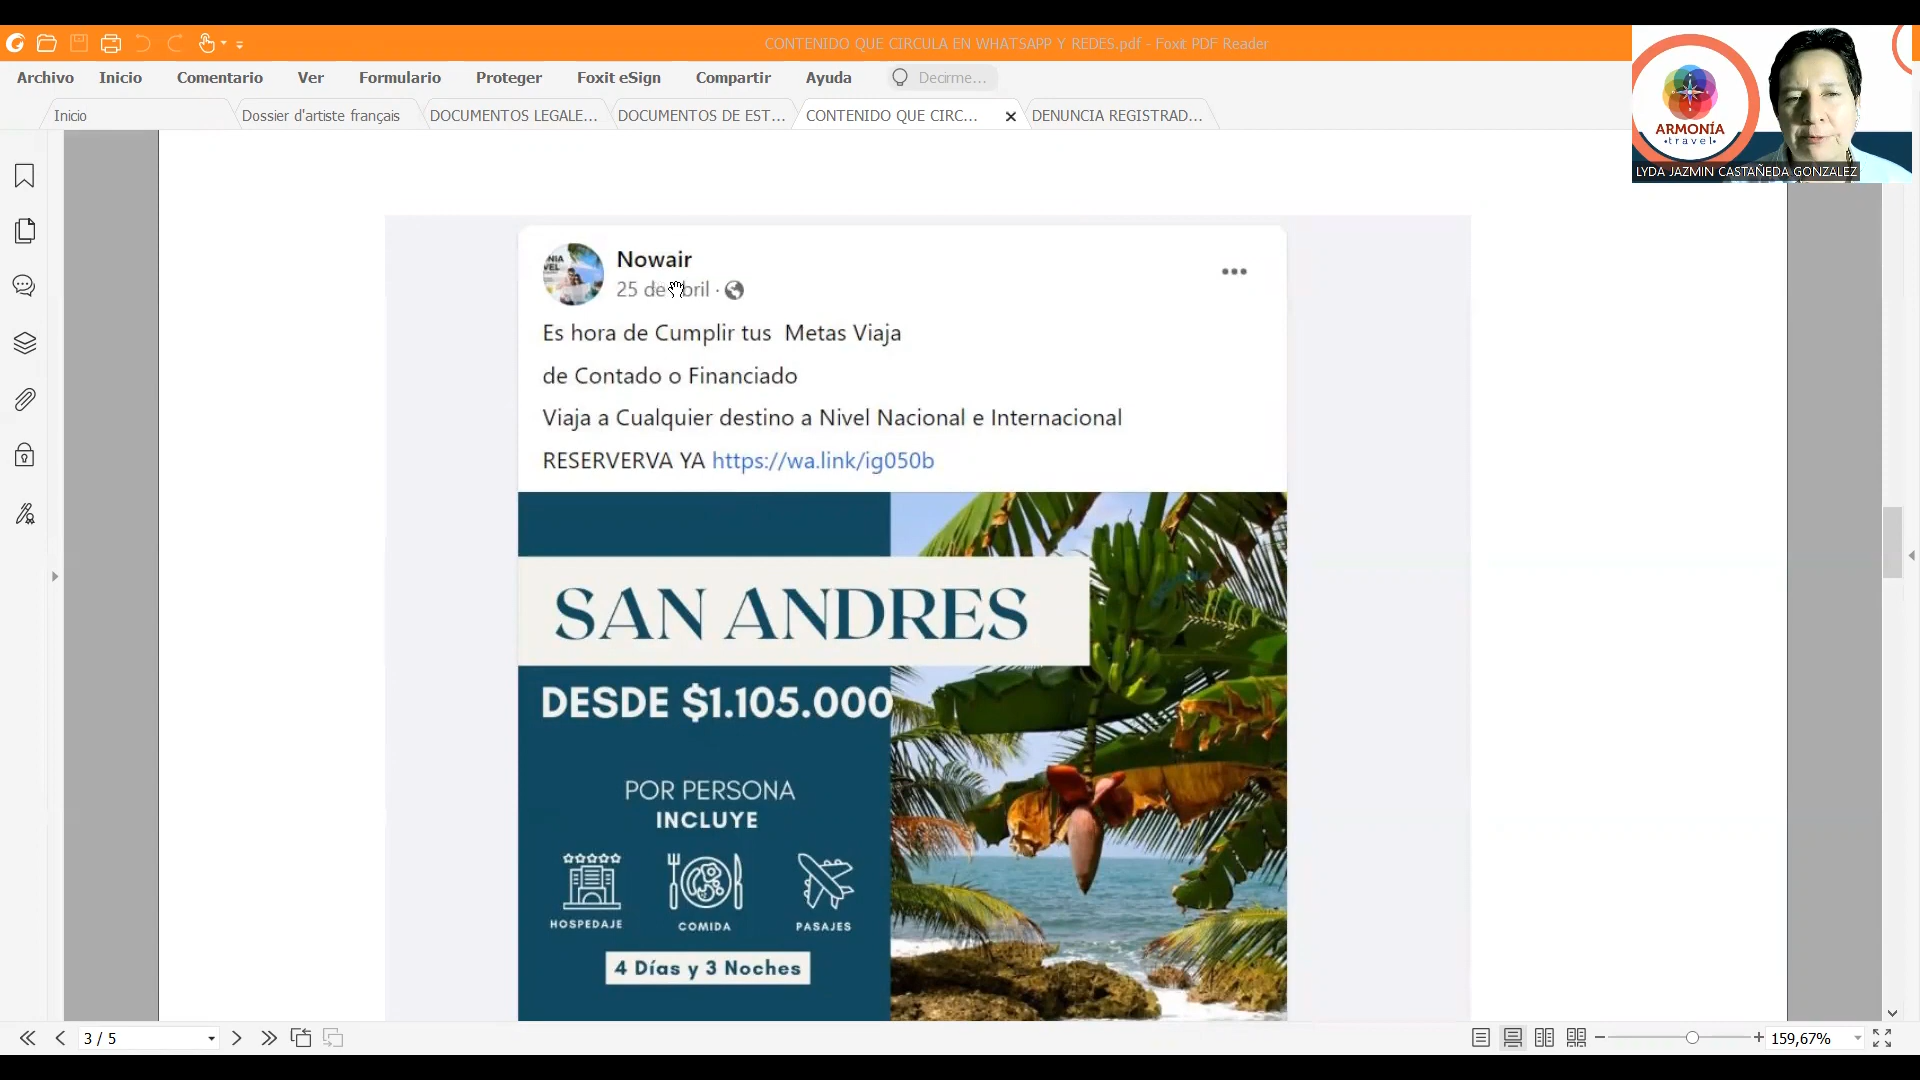 CONTENIDO QUE CIRCULA EN WHATSAPP Y REDES.pdf - Foxit PDF Reader
Archivo Inicio Comentario Ver Formulario Proteger Foxit eSign Compartir Ayuda Decirme...
Inicio Dossier d'artiste français DOCUMENTOS LEGALE... DOCUMENTOS DE EST... CONTENIDO QUE CIRC... DENUNCIA REGISTRAD...
ARMONÍA
•travel•
LYDA JAZMIN CASTAÑEDA GONZALEZ
NIA
VEL
Nowair
25 de abril ·
Es hora de Cumplir tus Metas Viaja
de Contado o Financiado
Viaja a Cualquier destino a Nivel Nacional e Internacional
RESERVERVA YA https://wa.link/ig050b
SAN ANDRES
DESDE $1.105.000
POR PERSONA
INCLUYE
HOSPEDAJE COMIDA PASAJES
4 Días y 3 Noches
3 / 5
159,67%